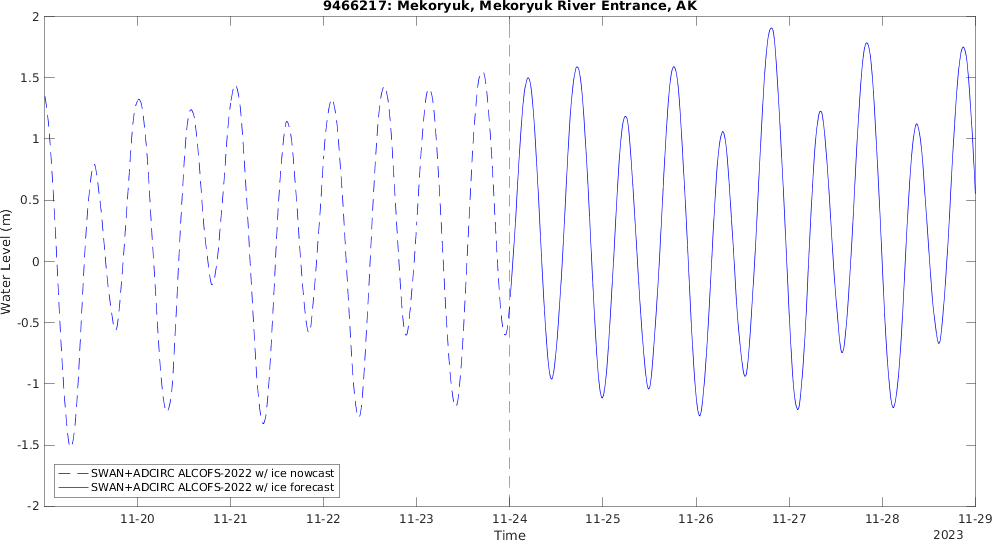 9466217: Mekoryuk, Mekoryuk River Entrance, AK
2
1.5
1
0.5
0
-0.5
-1
-1.5
-2
Water Level (m)
SWAN+ADCIRC ALCOFS-2022 w/ ice nowcast
SWAN+ADCIRC ALCOFS-2022 w/ ice forecast
11-20 11-21 11-22 11-23 11-24 11-25 11-26 11-27 11-28 11-29
Time
2023